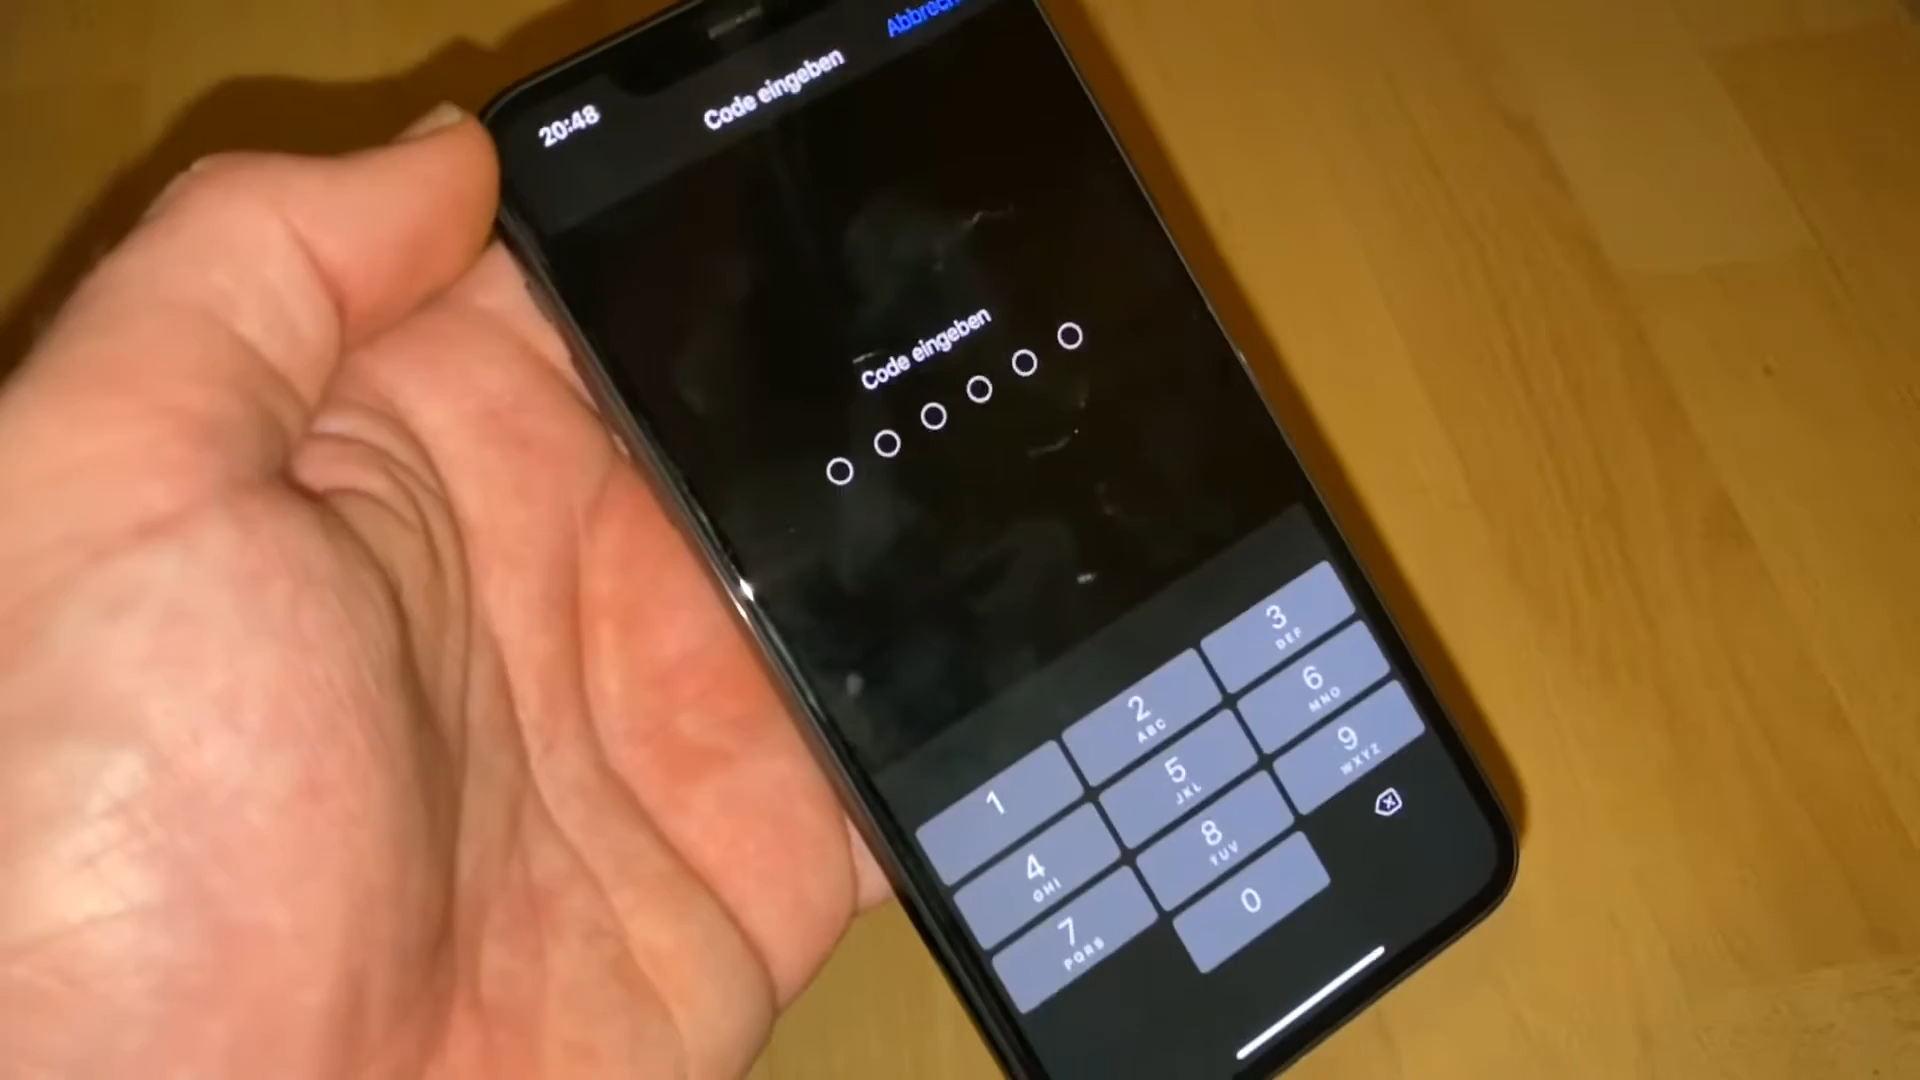 20:48
Code eingeben
Abbrech
Code eingeben
1
2
ABC
3
DEF
4
GHI
5
JKL
6
MNO
7
PQRS
8
TUV
9
WXYZ
0